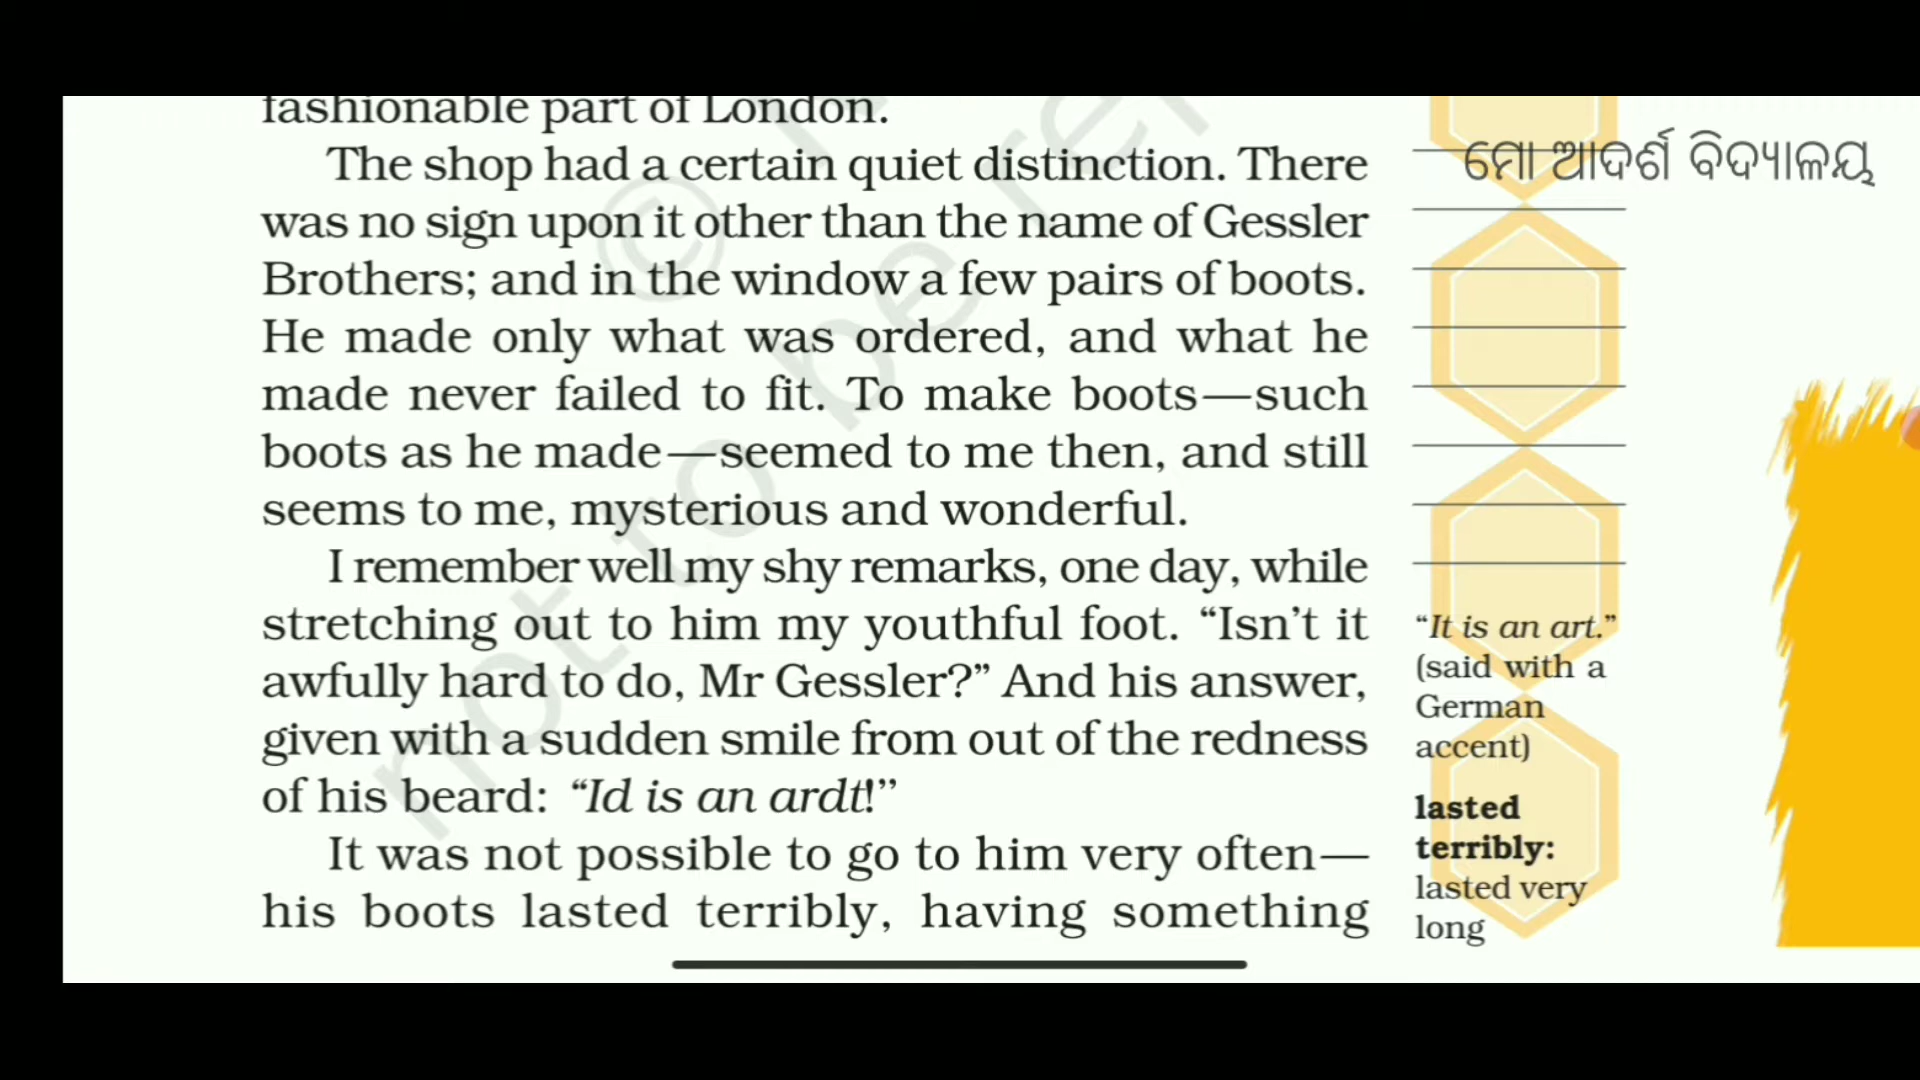 fashionable part of London.
The shop had a certain quiet distinction. There
was no sign upon it other than the name of Gessler
Brothers; and in the window a few pairs of boots.
He made only what was ordered, and what he
made never failed to fit. To make boots—such
boots as he made—seemed to me then, and still
seems to me, mysterious and wonderful.
I remember well my shy remarks, one day, while
stretching out to him my youthful foot. “Isn’t it
awfully hard to do, Mr Gessler?” And his answer,
given with a sudden smile from out of the redness
of his beard: “Id is an ardt!”
It was not possible to go to him very often—
his boots lasted terribly, having something
ମୋ ଆଦର୍ଶ ବିଦ୍ୟାଳୟ
“It is an art.”
(said with a
German
accent)
lasted
terribly:
lasted very
long
©
not to be